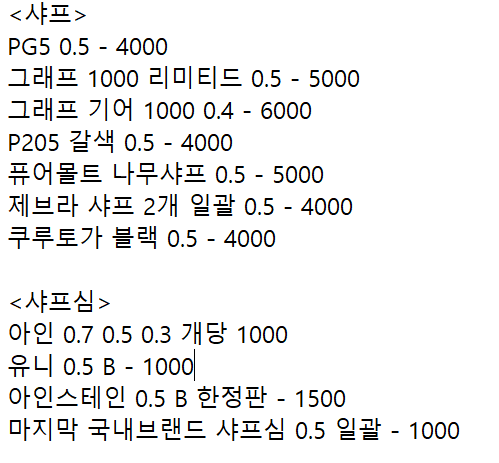 <샤프>
PG5 0.5 - 4000
그래프 1000 리미티드 0.5 - 5000
그래프 기어 1000 0.4 - 6000
P205 갈색 0.5 - 4000
퓨어몰트 나무샤프 0.5 - 5000
제브라 샤프 2개 일괄 0.5 - 4000
쿠루토가 블랙 0.5 - 4000
<샤프심>
아인 0.7 0.5 0.3 개당 1000
유니 0.5 B - 1000
아인스테인 0.5 B 한정판 - 1500
마지막 국내브랜드 샤프심 0.5 일괄 - 1000